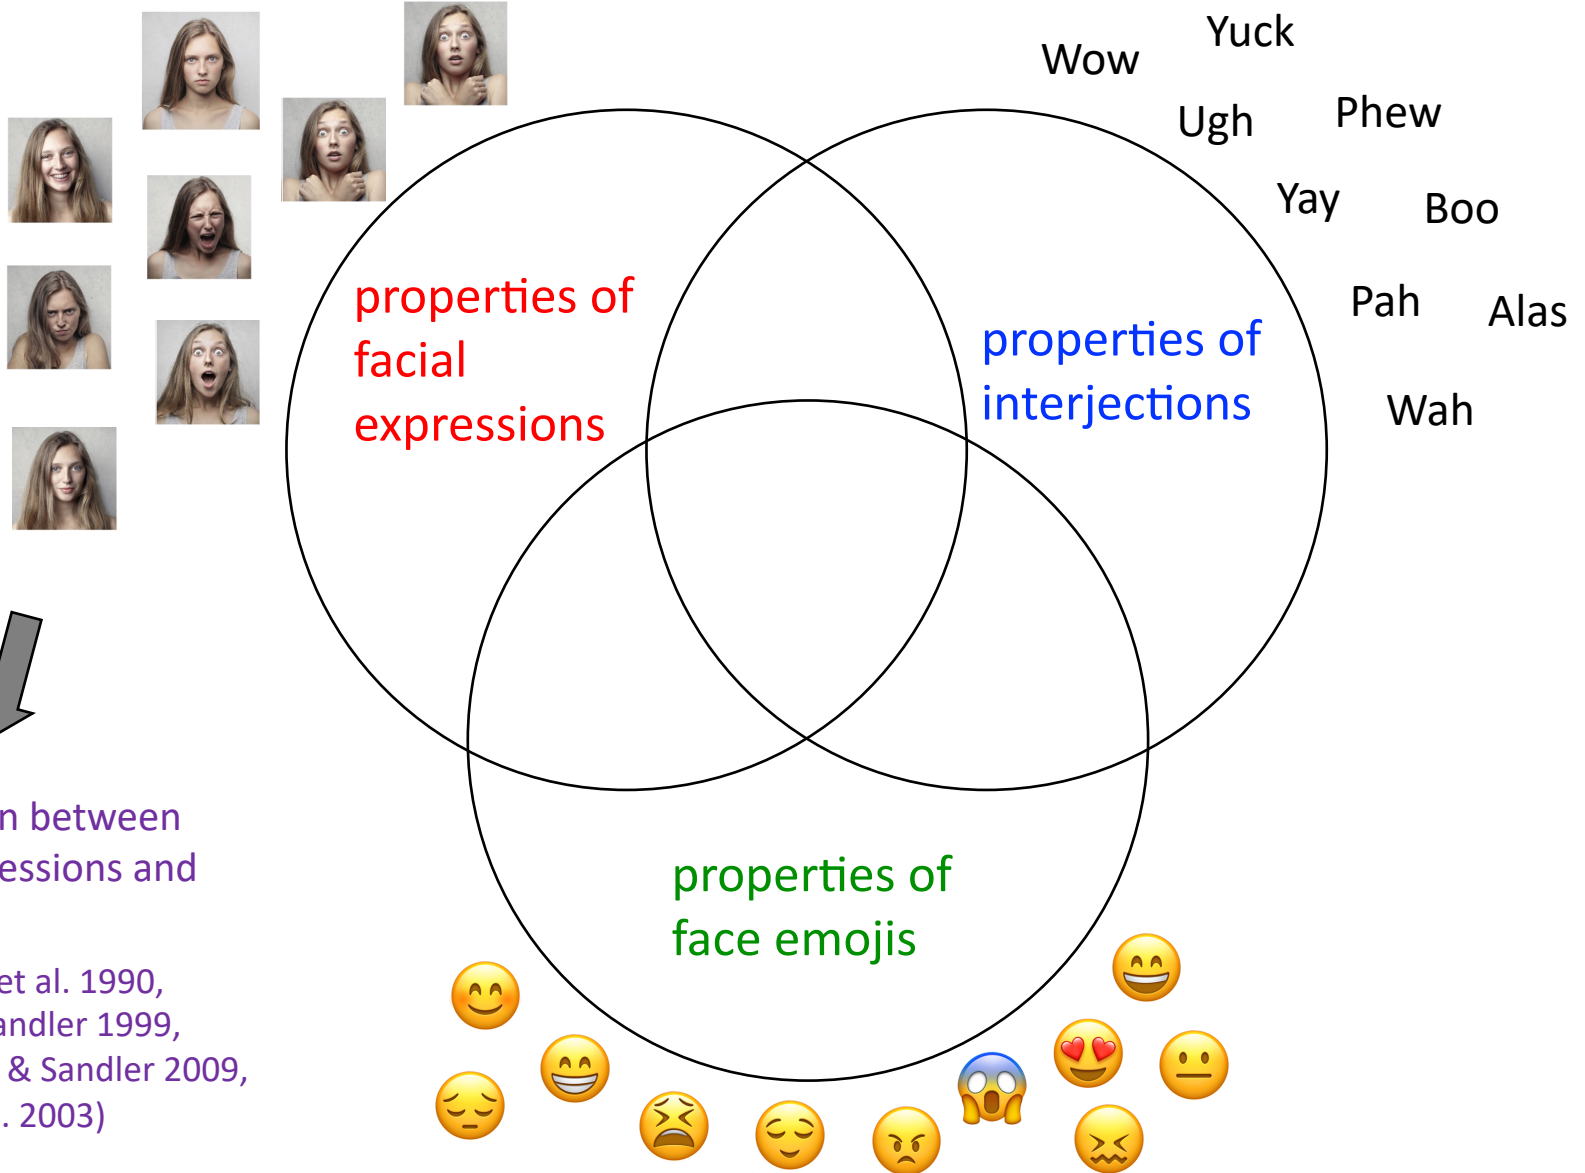 Wow
Yuck
Ugh
Phew
Yay
Boo
Pah
Alas
Wah
properties of
facial
expressions
properties of
interjections
properties of
face emojis
n between
essions and
et al. 1990,
andler 1999,
& Sandler 2009,
. 2003)